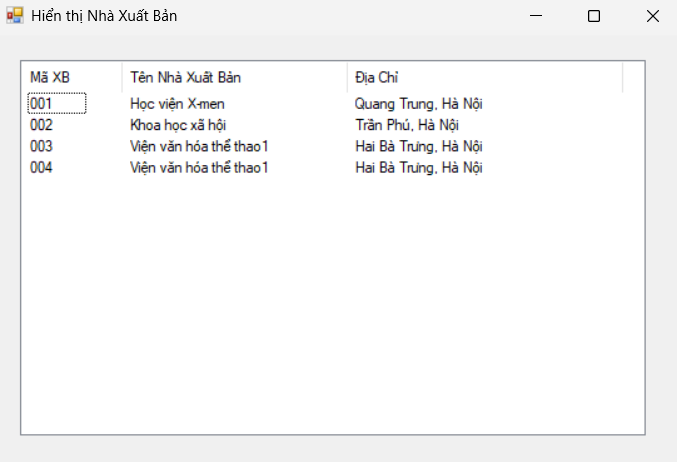 Hiển thị Nhà Xuất Bản
Mã XB Tên Nhà Xuất Bản Địa Chỉ
001 Học viện X-men Quang Trung, Hà Nội
002 Khoa học xã hội Trần Phú, Hà Nội
003 Viện văn hóa thể thao1 Hai Bà Trưng, Hà Nội
004 Viện văn hóa thể thao1 Hai Bà Trưng, Hà Nội